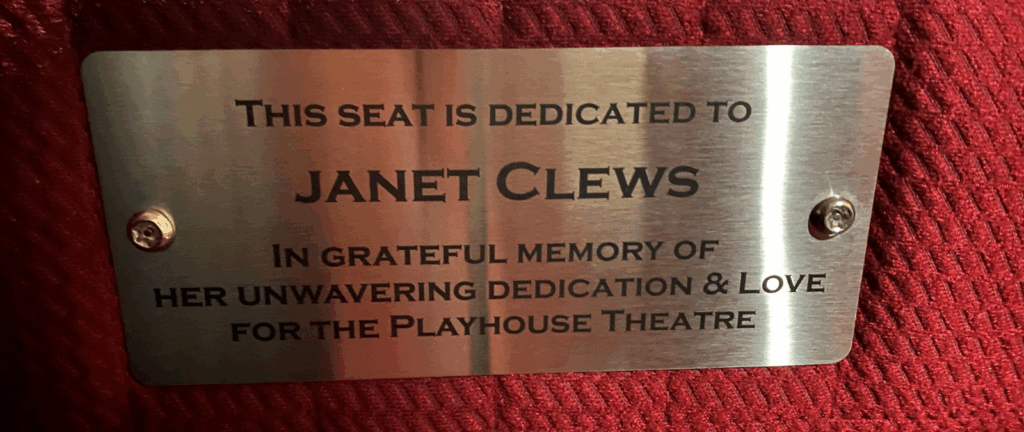 This seat is dedicated to
Janet Clews
In grateful memory of
her unwavering dedication & Love
for the Playhouse Theatre